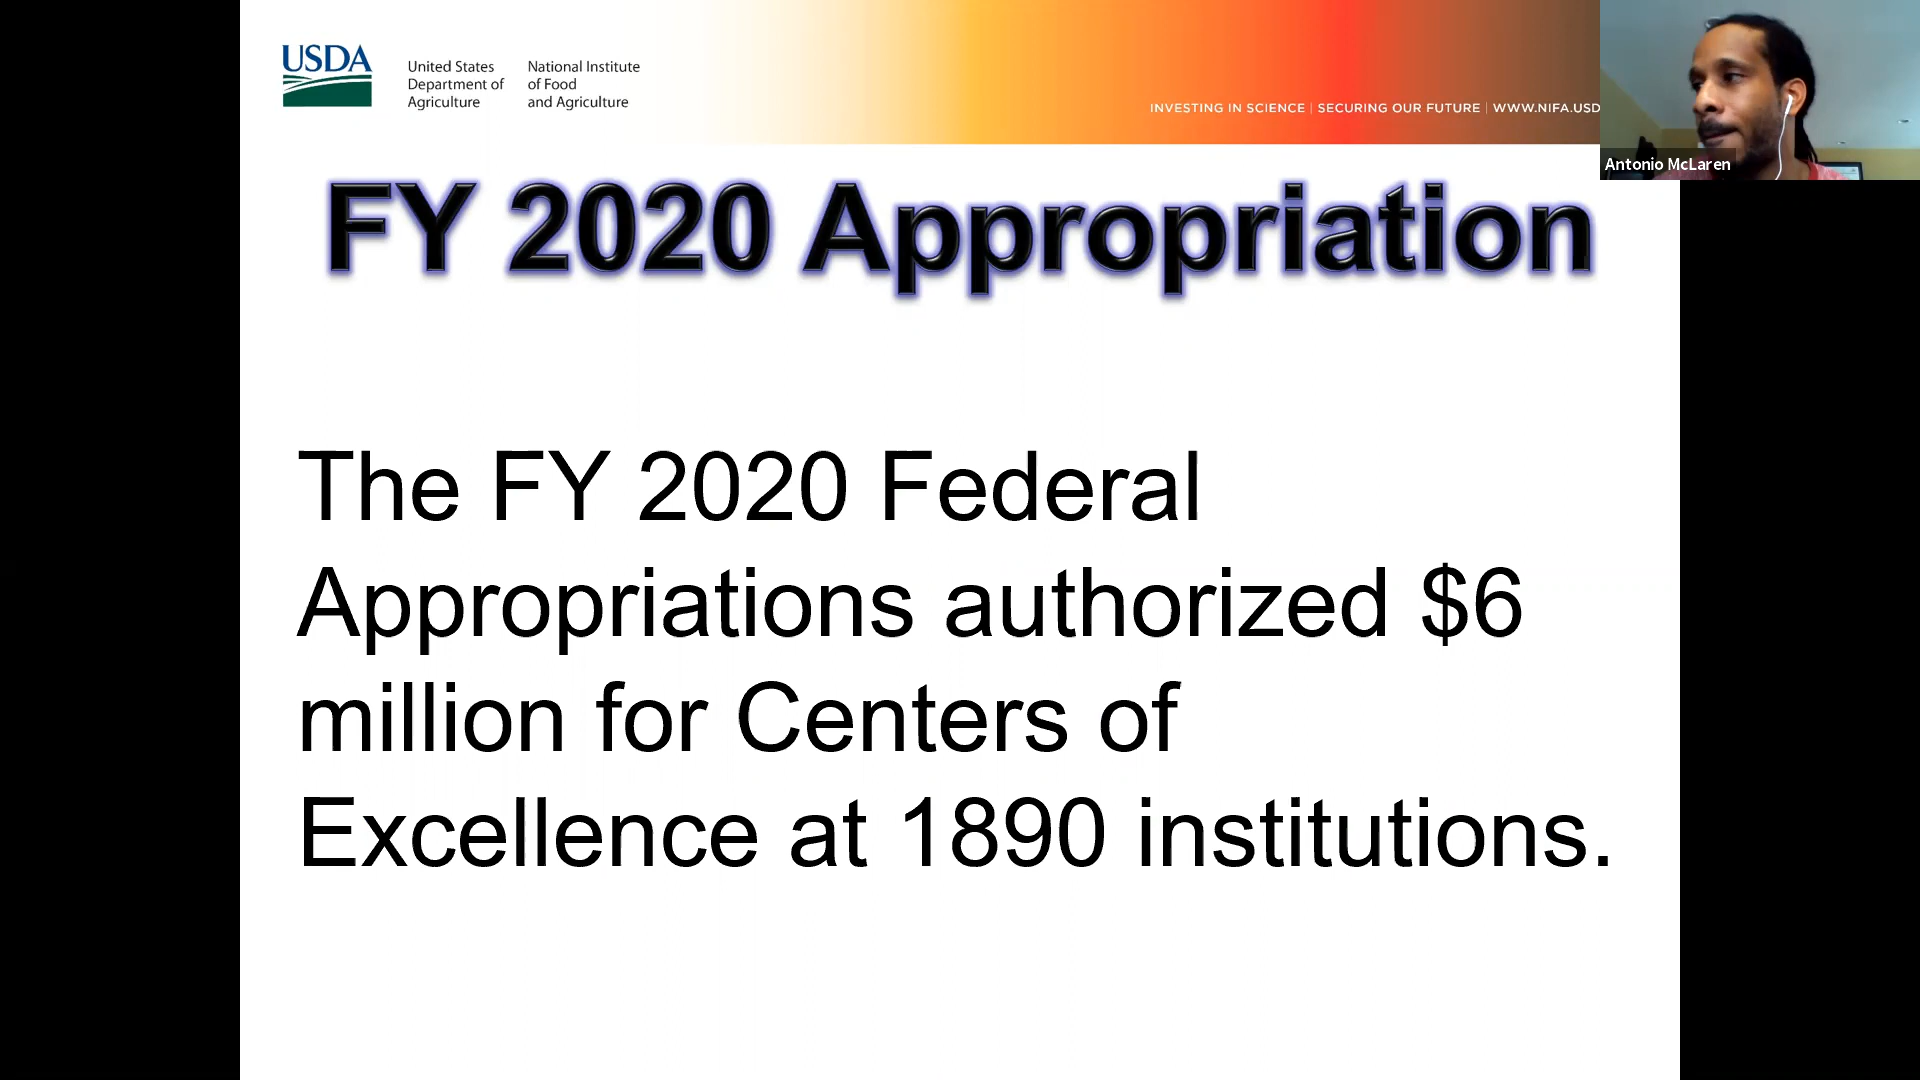 USDA
United States
Department of
Agriculture
National Institute
of Food
and Agriculture
INVESTING IN SCIENCE | SECURING OUR FUTURE | WWW.NIFA.USD
Antonio McLaren
FY 2020 Appropriation
The FY 2020 Federal
Appropriations authorized $6
million for Centers of
Excellence at 1890 institutions.